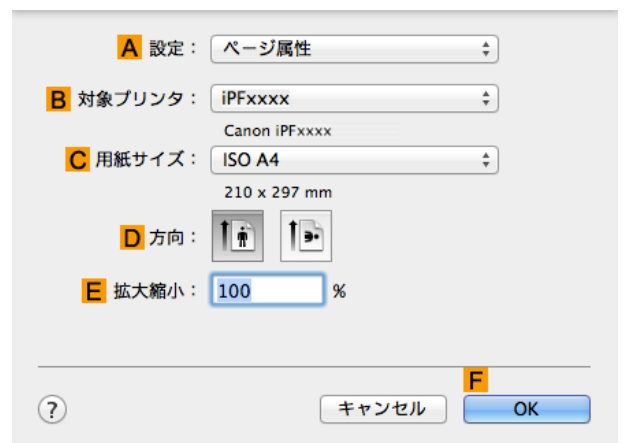 A 設定： ページ属性
B 対象プリンタ： iPFxxxx
Canon iPFxxxx
C 用紙サイズ： ISO A4
210 x 297 mm
D 方向：
E 拡大縮小： 100 %
F
? キャンセル OK